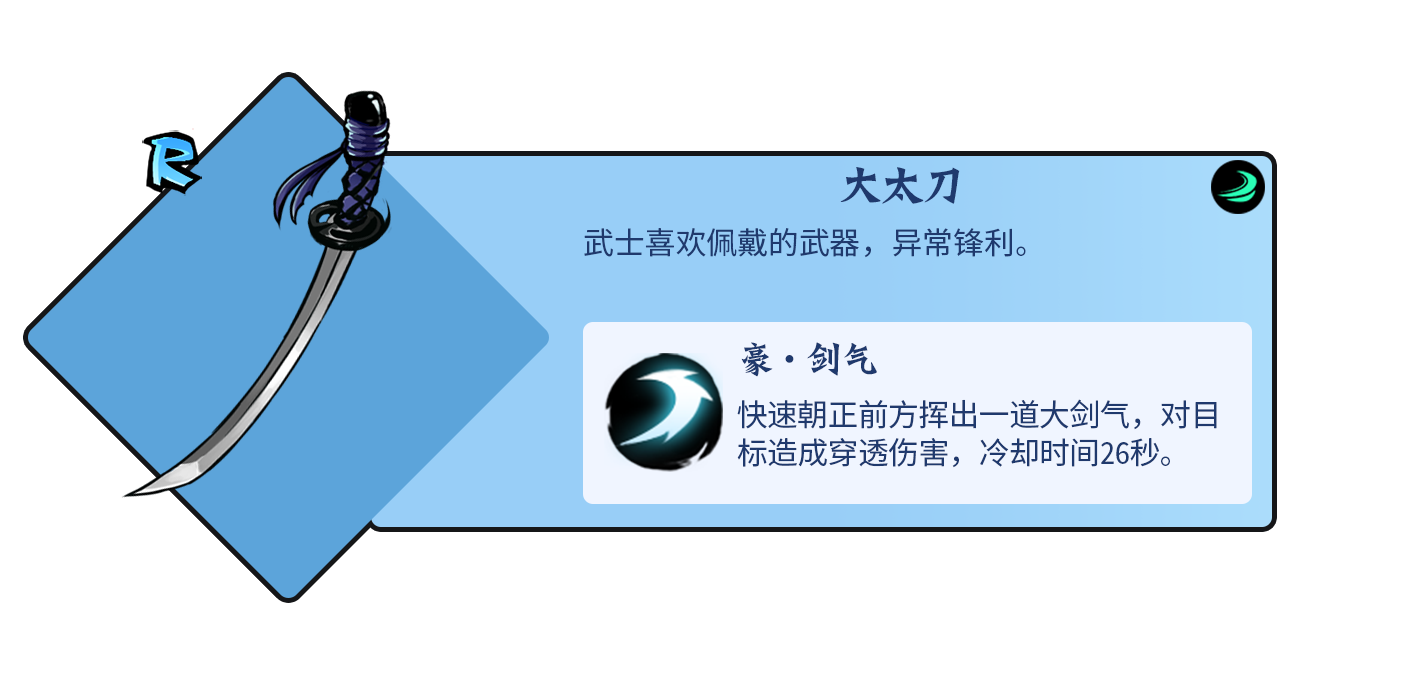 R
大太刀
武士喜欢佩戴的武器，异常锋利。
豪·剑气
快速朝正前方挥出一道大剑气，对目
标造成穿透伤害，冷却时间26秒。